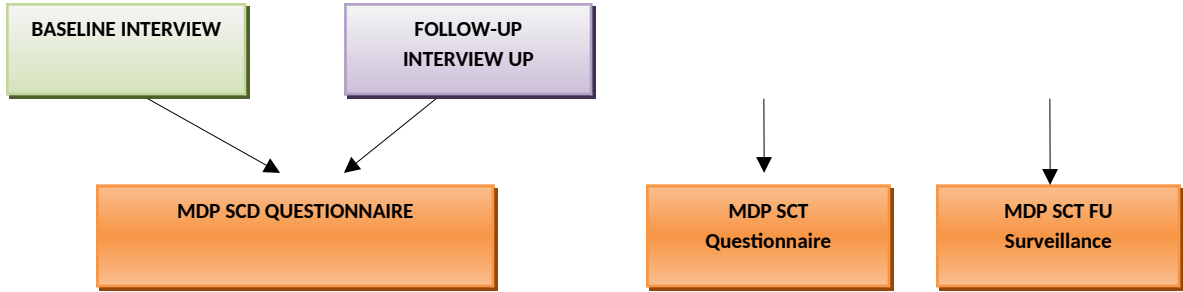 BASELINE INTERVIEW
FOLLOW-UP
INTERVIEW UP
MDP SCD QUESTIONNAIRE
MDP SCT
Questionnaire
MDP SCT FU
Surveillance